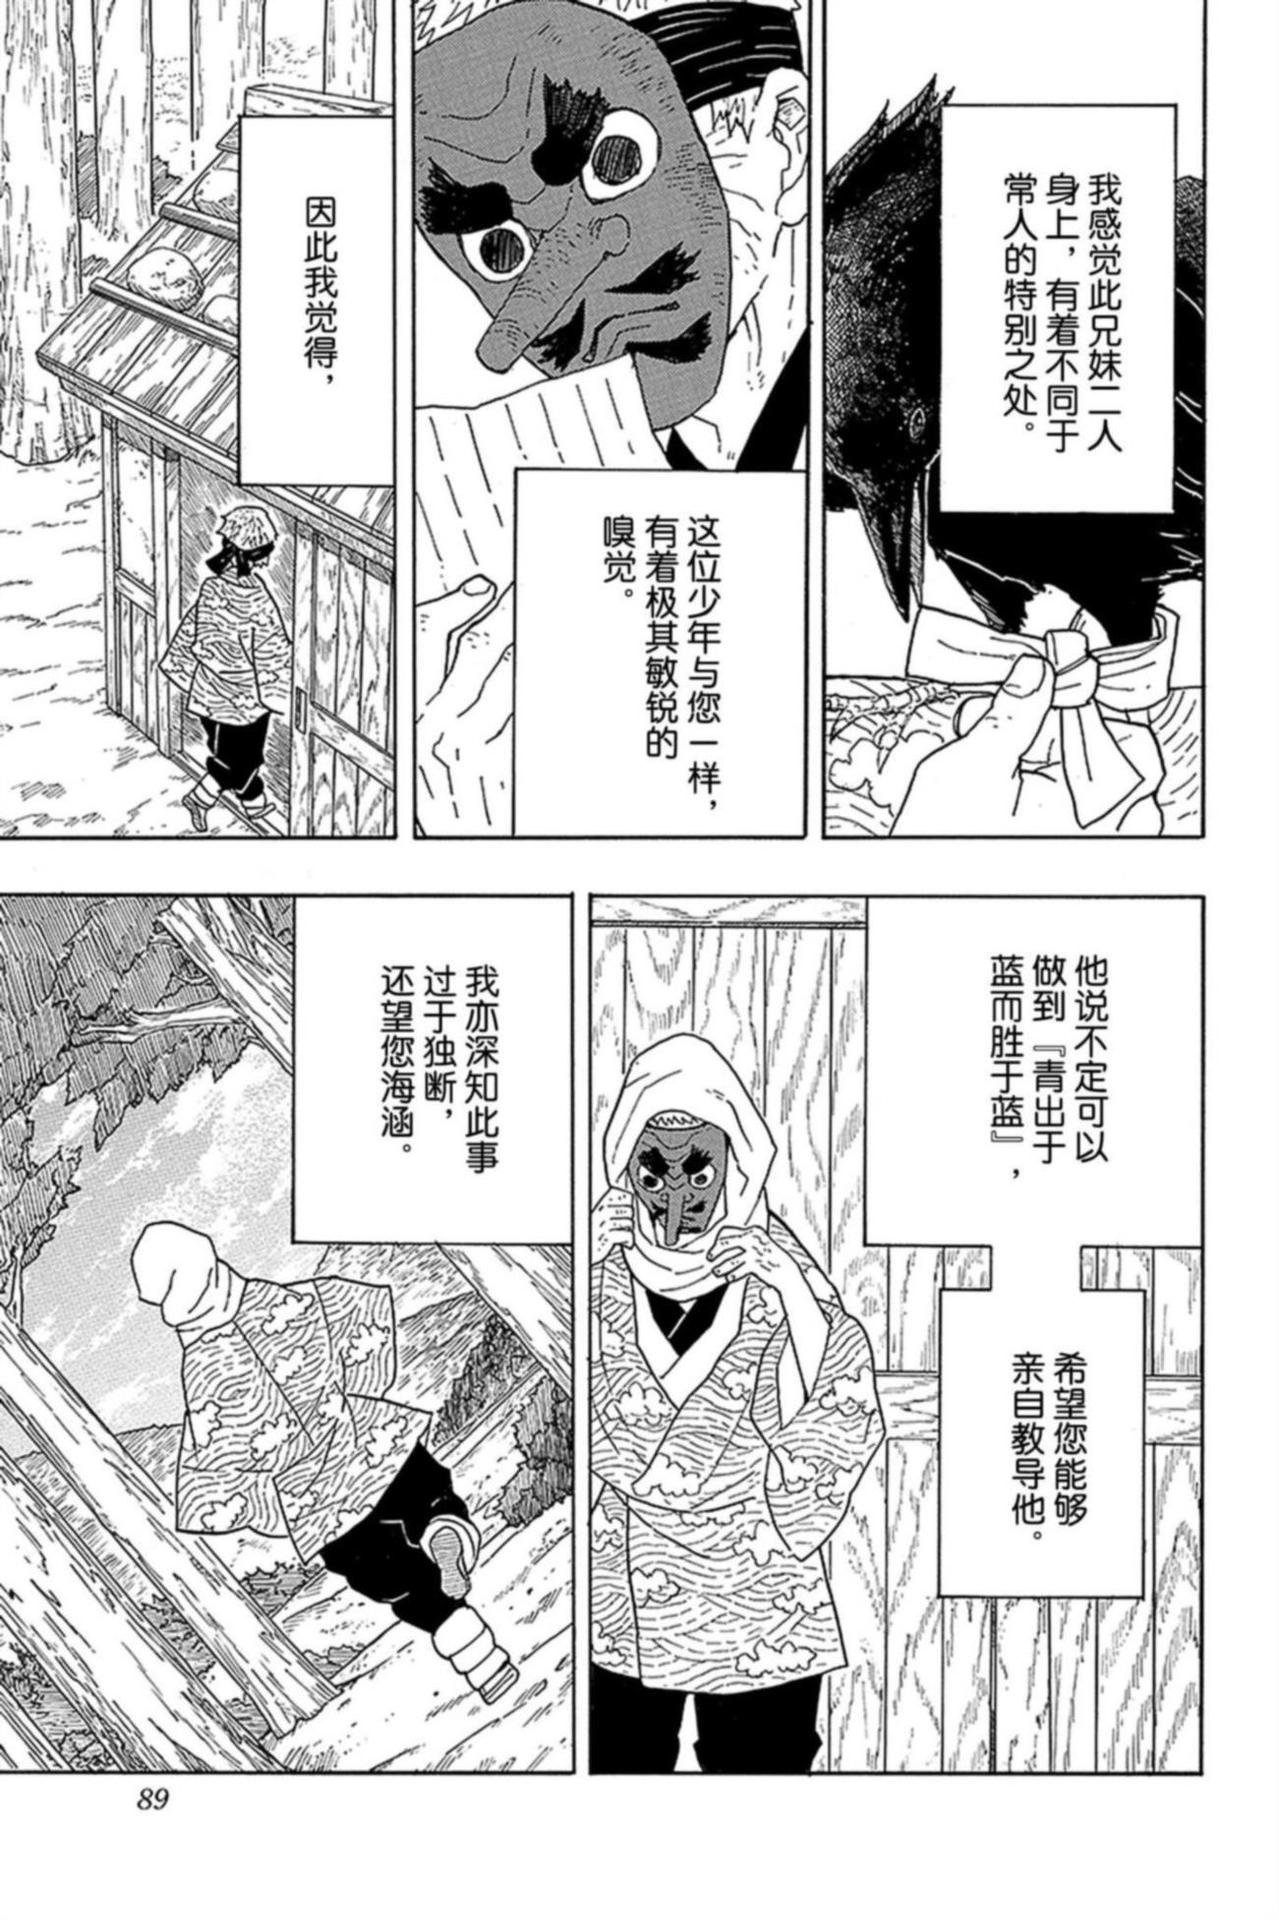 我感觉此兄妹二人
身上，有着不同于
常人的特别之处。
这位少年与您一样，
有着极其敏锐的
嗅觉。
因此我觉得，
他说不定可以
做到『青出于
蓝而胜于蓝』，
希望您能够
亲自教导他。
我亦深知此事
过于独断，
还望您海涵。
89